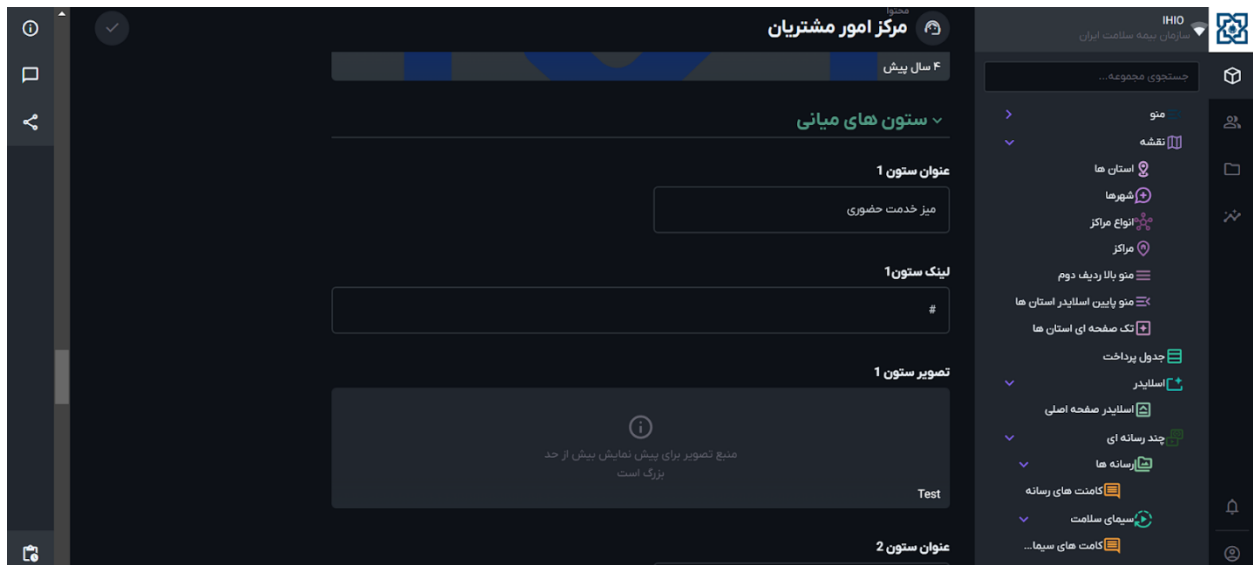 IHIO
سازمان بیمه سلامت ایران
جستجوی مجموعه...
منو
نقشه
استان ها
شهرها
انواع مراکز
مراکز
منو بالا ردیف دوم
منو پایین اسلایدر استان ها
تک صفحه ای استان ها
جدول پرداخت
اسلایدر
اسلایدر صفحه اصلی
چند رسانه ای
رسانه ها
کامنت های رسانه
سیمای سلامت
کامت های سیما...
محتوا
مرکز امور مشتریان
۴ سال پیش
ستون های میانی
عنوان ستون 1
میز خدمت حضوری
لینک ستون1
#
تصویر ستون 1
منبع تصویر برای پیش نمایش بیش از حد
بزرگ است
Test
عنوان ستون 2